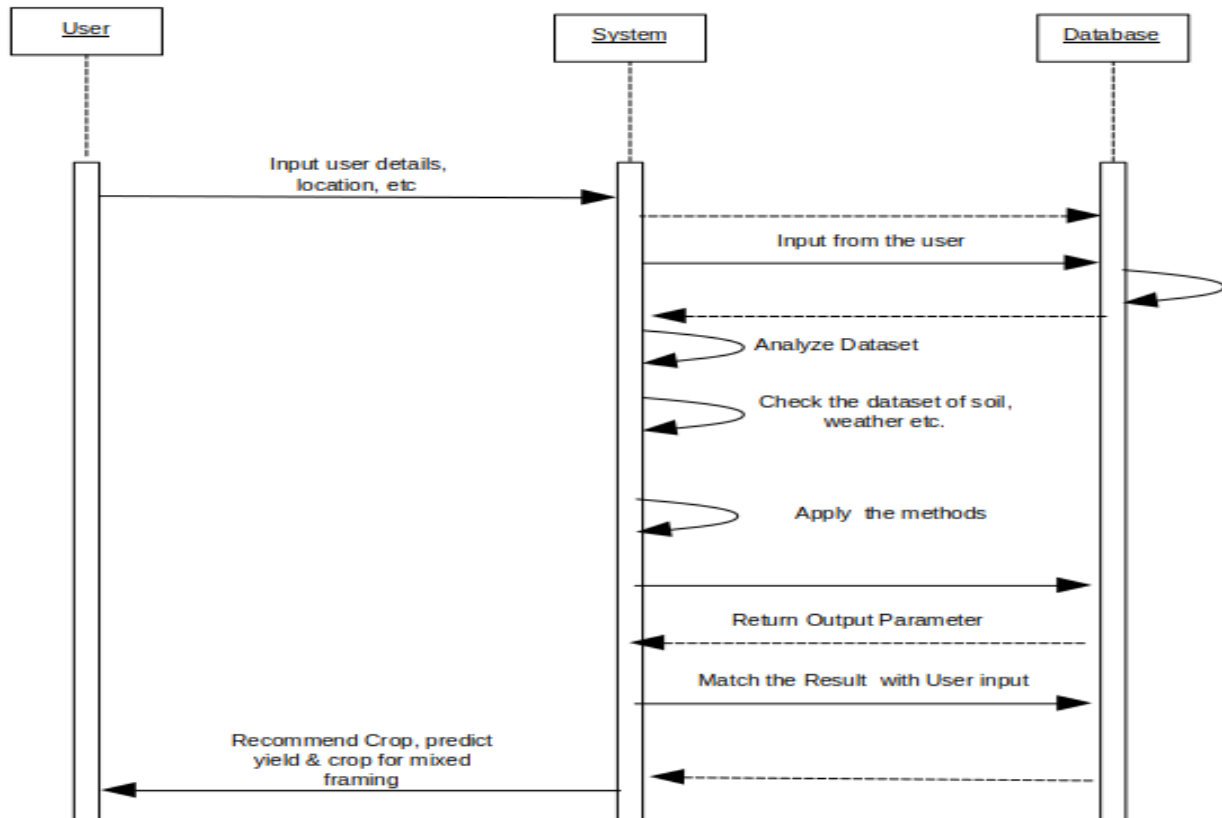 User
System
Database
Input user details,
location, etc
Input from the user
Analyze Dataset
Check the dataset of soil,
weather etc.
Apply the methods
Return Output Parameter
Match the Result with User input
Recommend Crop, predict
yield & crop for mixed
framing